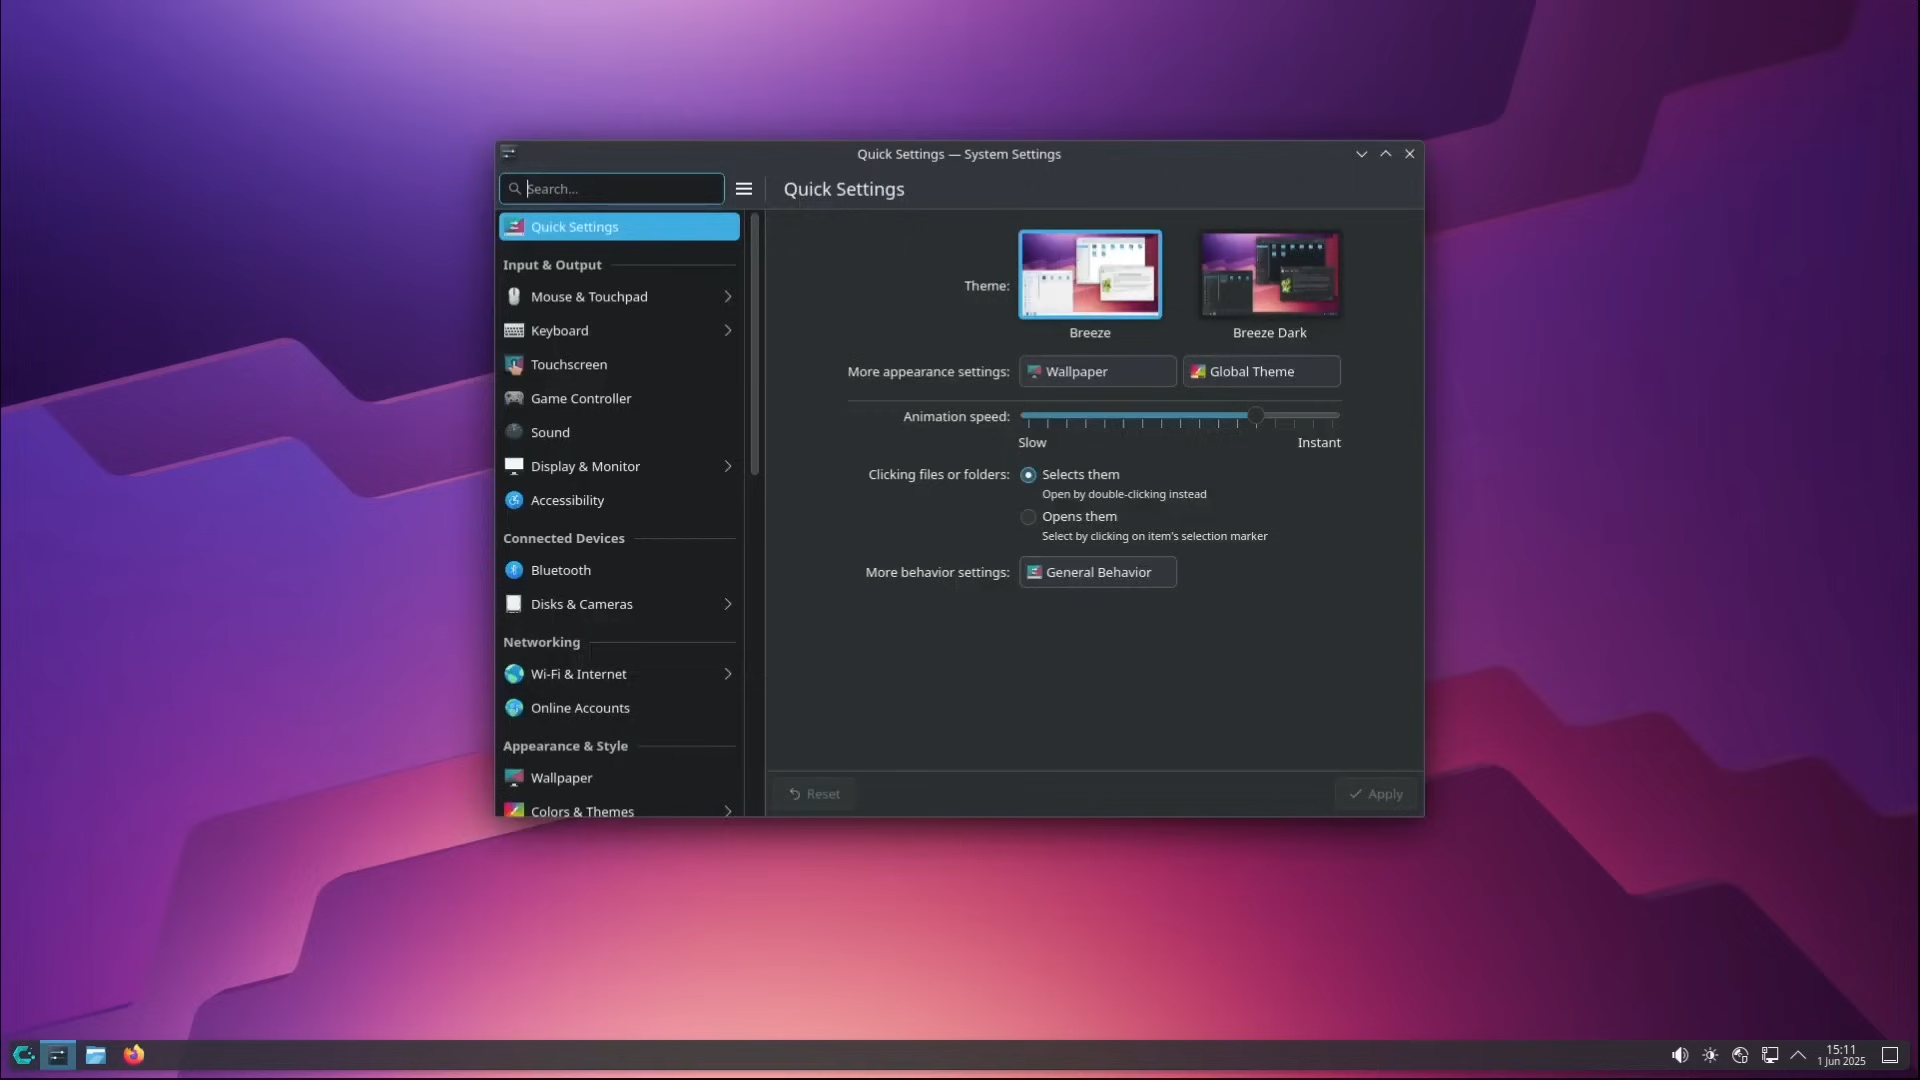 Quick Settings — System Settings
Search...
Quick Settings
Quick Settings
Input & Output
Mouse & Touchpad
Keyboard
Touchscreen
Game Controller
Sound
Display & Monitor
Accessibility
Connected Devices
Bluetooth
Disks & Cameras
Networking
Wi-Fi & Internet
Online Accounts
Appearance & Style
Wallpaper
Colors & Themes
Theme:
Breeze
Breeze Dark
More appearance settings:
Wallpaper
Global Theme
Animation speed:
Slow
Instant
Clicking files or folders:
Selects them
Open by double-clicking instead
Opens them
Select by clicking on item's selection marker
More behavior settings:
General Behavior
Reset
Apply
15:11
1 Jun 2025